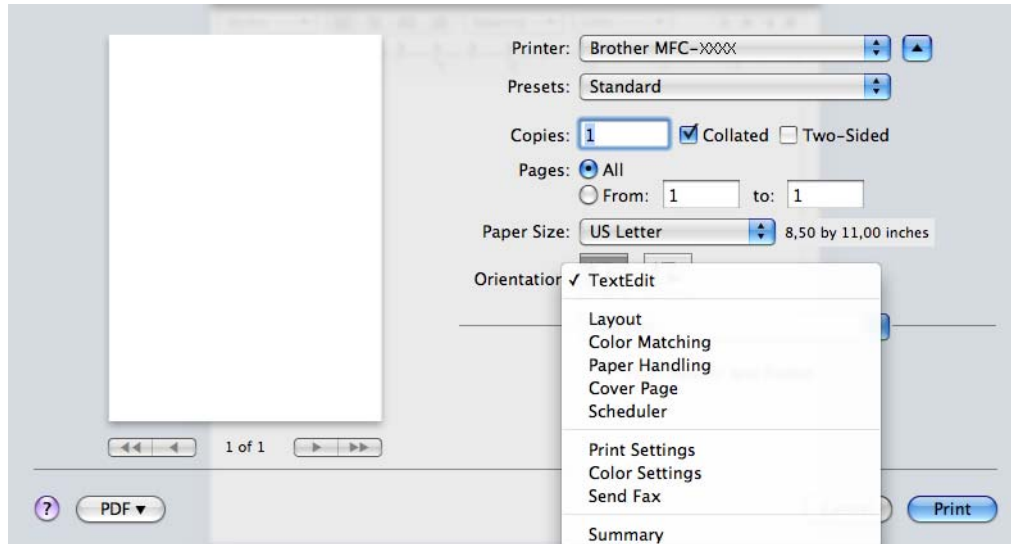 Printer: Brother MFC-XXXX
Presets: Standard
Copies: 1 Collated Two-Sided
Pages: All
From: 1 to: 1
Paper Size: US Letter 8,50 by 11,00 inches
Orientation
✓ TextEdit
Layout
Color Matching
Paper Handling
Cover Page
Scheduler
1 of 1
Print Settings
Color Settings
Send Fax
? PDF ▼ Print
Summary